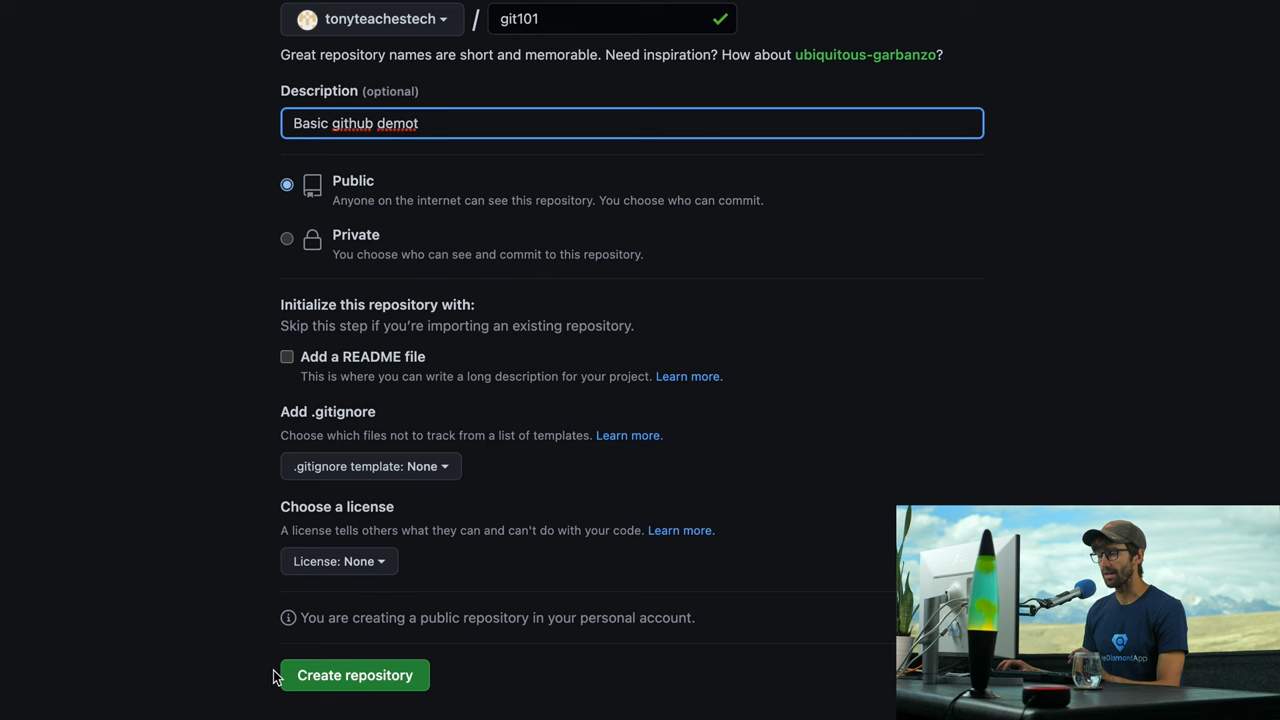 tonyteachestech / git101
Great repository names are short and memorable. Need inspiration? How about ubiquitous-garbanzo?
Description (optional)
Basic github demot
Public
Anyone on the internet can see this repository. You choose who can commit.
Private
You choose who can see and commit to this repository.
Initialize this repository with:
Skip this step if you’re importing an existing repository.
Add a README file
This is where you can write a long description for your project. Learn more.
Add .gitignore
Choose which files not to track from a list of templates. Learn more.
.gitignore template: None
Choose a license
A license tells others what they can and can't do with your code. Learn more.
License: None
You are creating a public repository in your personal account.
Create repository